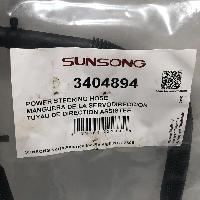 SUNSONG
3404894
POWER STEERING HOSE
MANGUERA DE LA SERVODIRECCION
TUYAU DE DIRECTION ASSISTEE